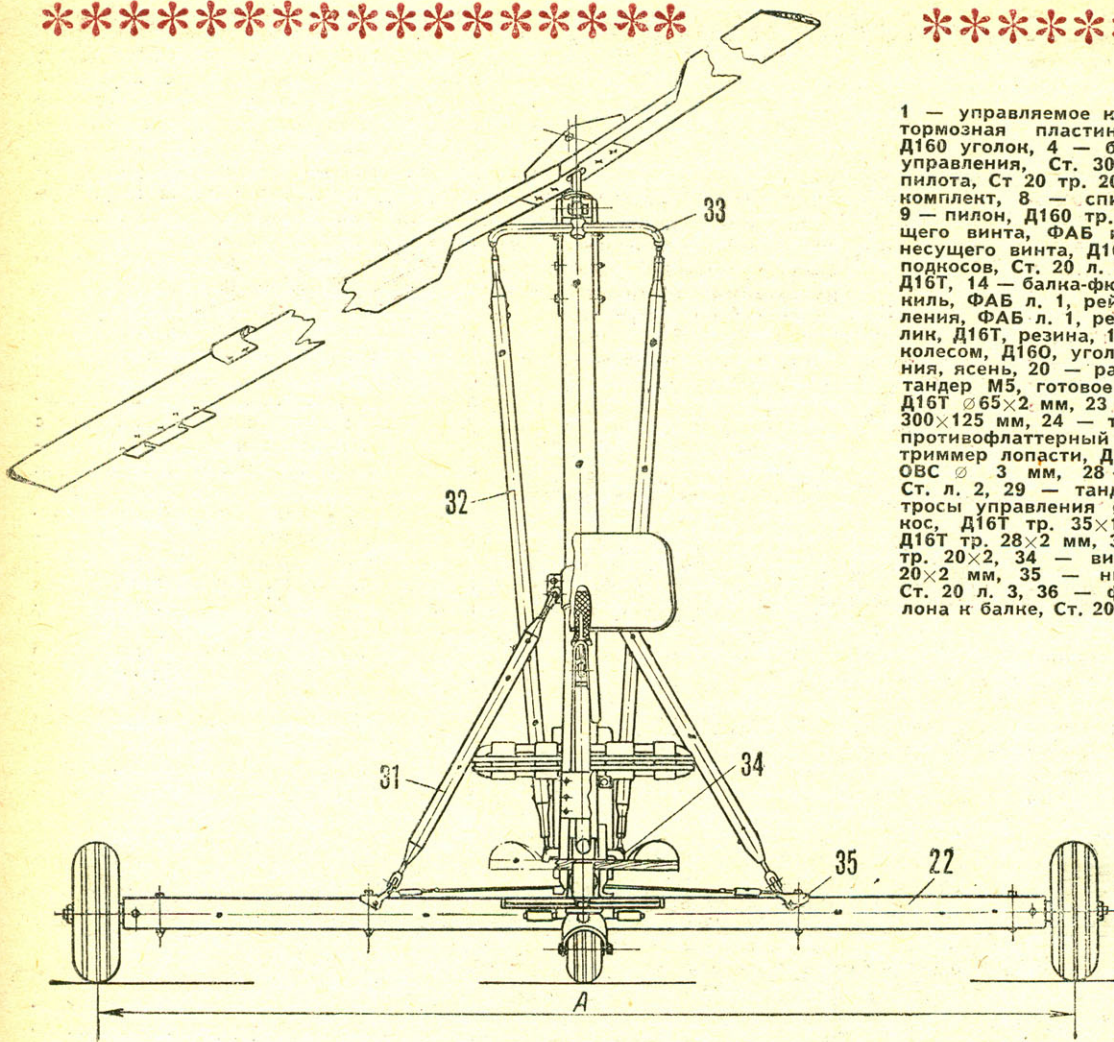 1 — управляемое к
тормозная пластин
Д160 уголок, 4 — б
управления, Ст. 30
пилота, Ст 20 тр. 20
комплект, 8 — спи
9 — пилон, Д160 тр.
щего винта, ФАБ
несущего винта, Д1
подкосов, Ст. 20 л.
Д16Т, 14 — балка-фю
киль, ФАБ л. 1, рей
ления, ФАБ л. 1, ре
лик, Д16Т, резина, 1
колесом, Д16О, угол
ния, ясень, 20 — ра
тандер М5, готовое
Д16Т ∅65×2 мм, 23
300×125 мм, 24 — т
противофлаттерный
триммер лопасти, Д
ОВС ∅ 3 мм, 28
Ст. л. 2, 29 — танд
тросы управления
кос, Д16Т тр. 35×1
Д16Т тр. 28×2 мм, 3
тр. 20×2, 34 — ви
20×2 мм, 35 — н
Ст. 20 л. 3, 36 — ф
лона к балке, Ст. 20
33
32
31
34
35
22
А